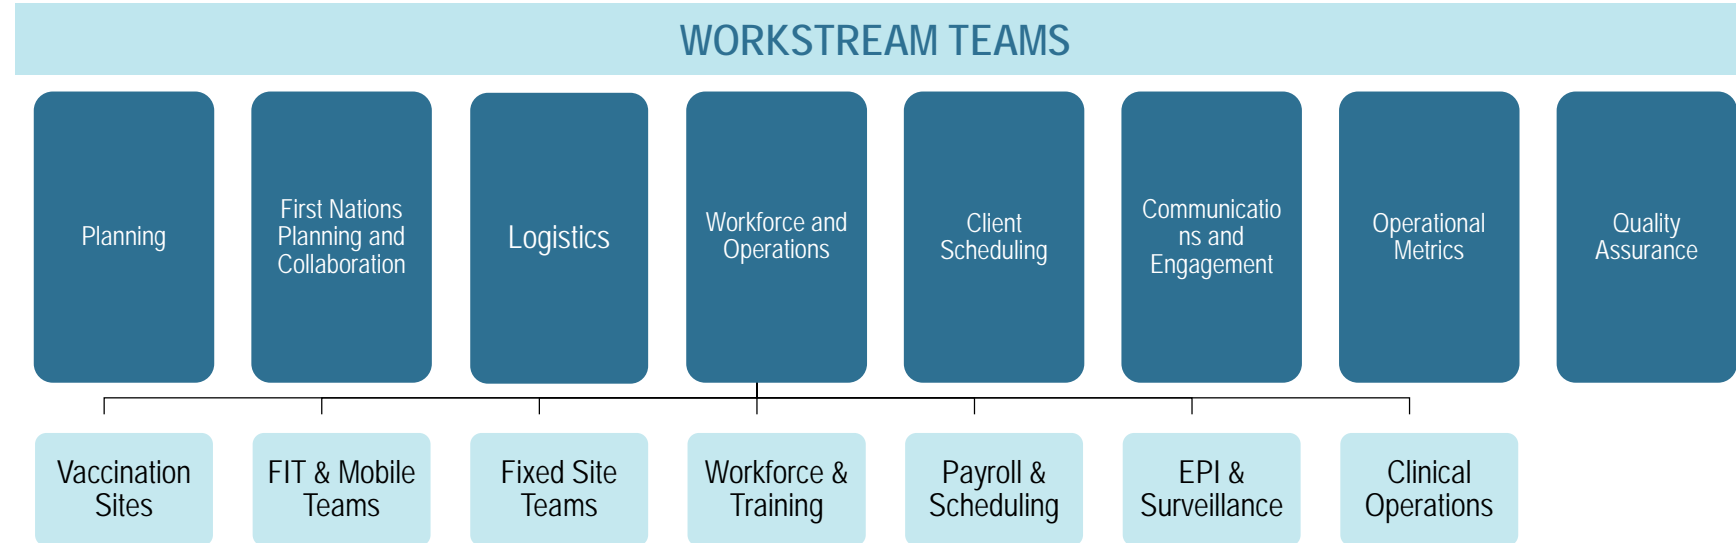 WORKSTREAM TEAMS
Planning
First Nations
Planning and
Collaboration
Logistics
Workforce and
Operations
Client
Scheduling
Communicatio
ns and
Engagement
Operational
Metrics
Quality
Assurance
Vaccination
Sites
FIT & Mobile
Teams
Fixed Site
Teams
Workforce &
Training
Payroll &
Scheduling
EPI &
Surveillance
Clinical
Operations